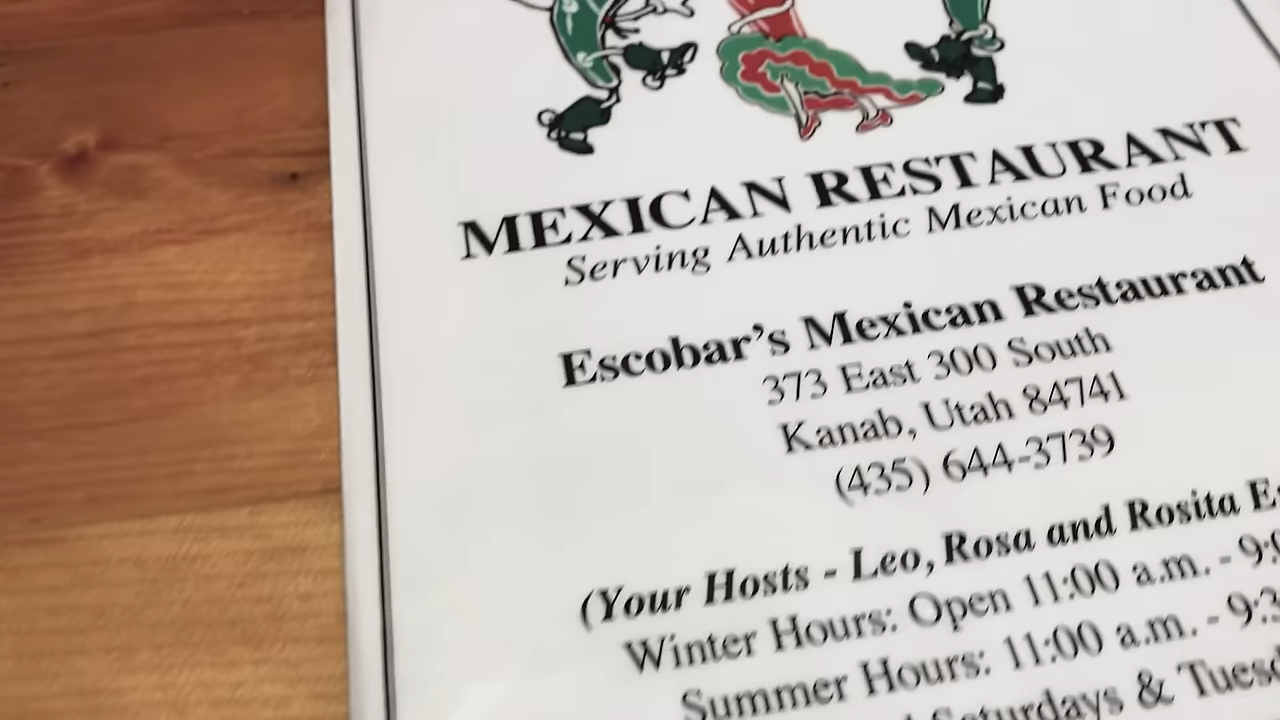 MEXICAN RESTAURANT
Serving Authentic Mexican Food
Escobar's Mexican Restaurant
373 East 300 South
Kanab, Utah 84741
(435) 644-3739
(Your Hosts - Leo, Rosa and Rosita
Winter Hours: Open 11:00 a.m. -
Summer Hours: 11:00 a.m. -
Saturdays &